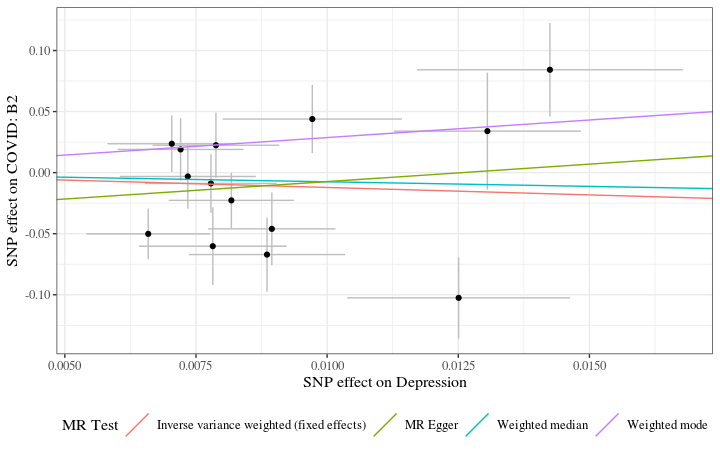 SNP effect on COVID: B2
0.10
0.05
0.00
-0.05
-0.10
0.0050 0.0075 0.0100 0.0125 0.0150
SNP effect on Depression
MR Test Inverse variance weighted (fixed effects) MR Egger Weighted median Weighted mode